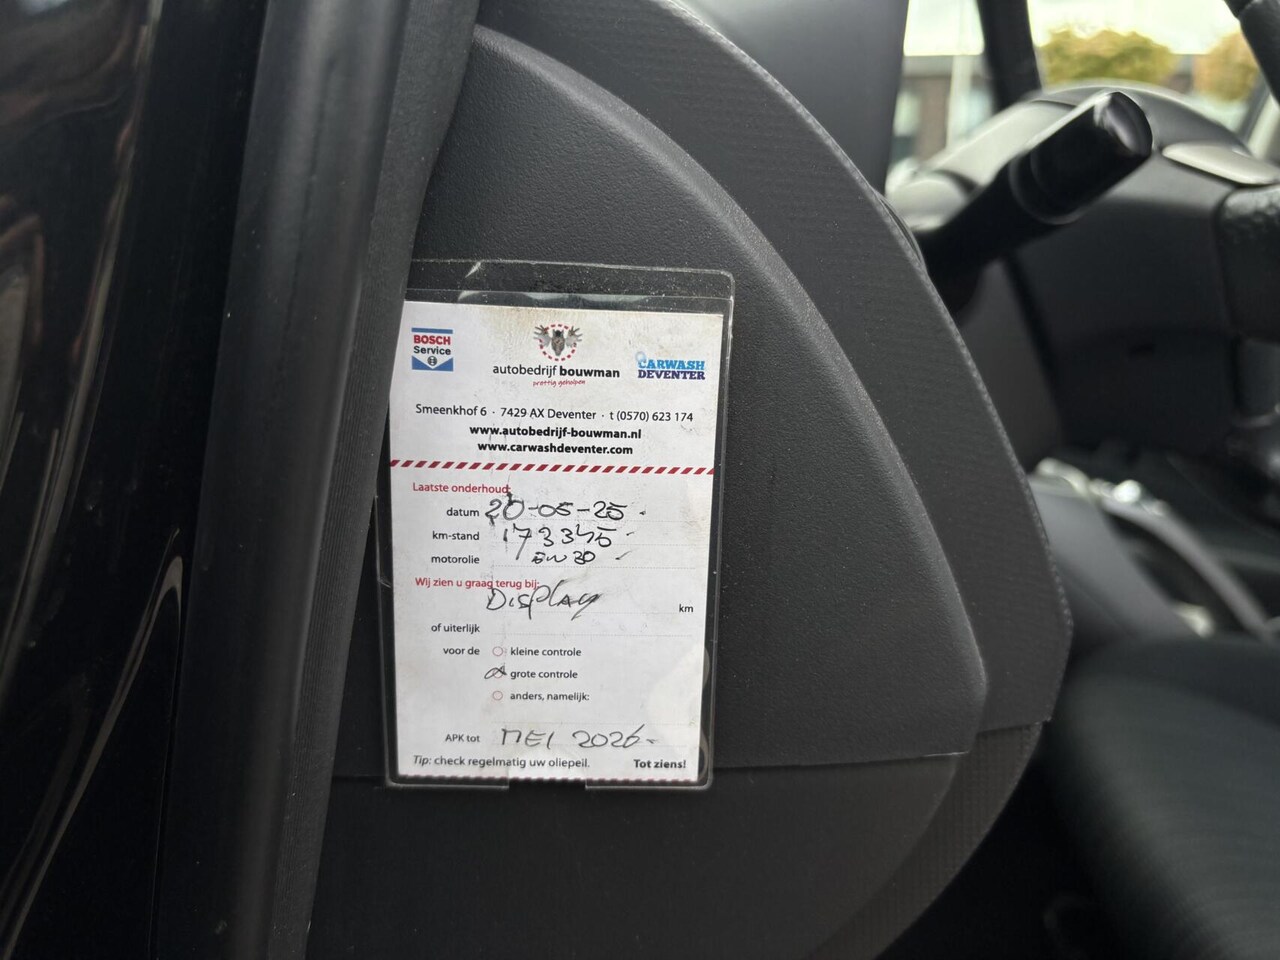 BOSCH
Service
autobedrijf bouwman
prettig geholpen
CARWASH
DEVENTER
Smeenkhof 6 · 7429 AX Deventer · t (0570) 623 174
www.autobedrijf-bouwman.nl
www.carwashdeventer.com
Laatste onderhoud:
datum 20-05-25
km-stand 173345
motorolie 5W30
Wij zien u graag terug bij:
Display km
of uiterlijk
voor de kleine controle
grote controle
anders, namelijk:
APK tot MEI 2026
Tip: check regelmatig uw oliepeil. Tot ziens!